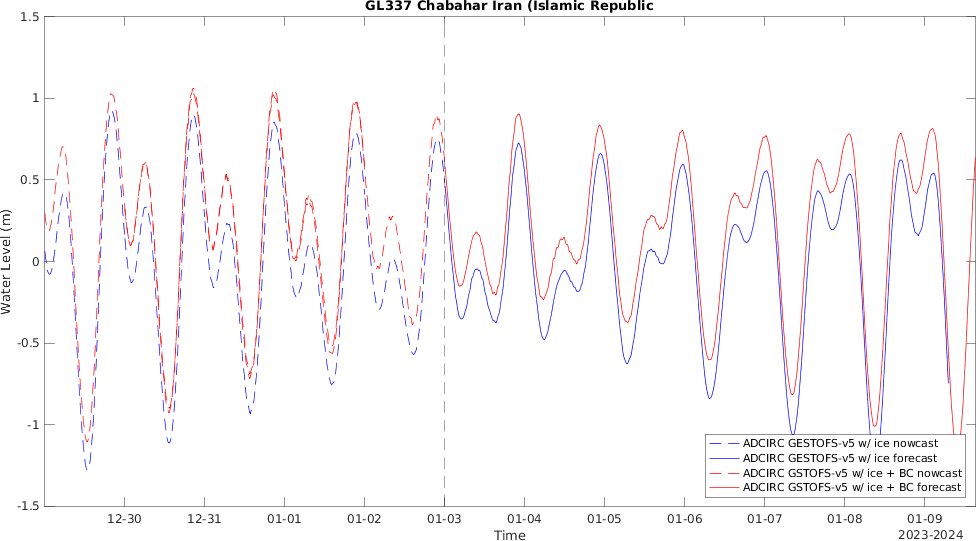 GL337 Chabahar Iran (Islamic Republic
1.5
1
0.5
0
-0.5
-1
-1.5
Water Level (m)
12-30 12-31 01-01 01-02 01-03 01-04 01-05 01-06 01-07 01-08 01-09
Time
2023-2024
ADCIRC GESTOFS-v5 w/ ice nowcast
ADCIRC GESTOFS-v5 w/ ice forecast
ADCIRC GSTOFS-v5 w/ ice + BC nowcast
ADCIRC GSTOFS-v5 w/ ice + BC forecast